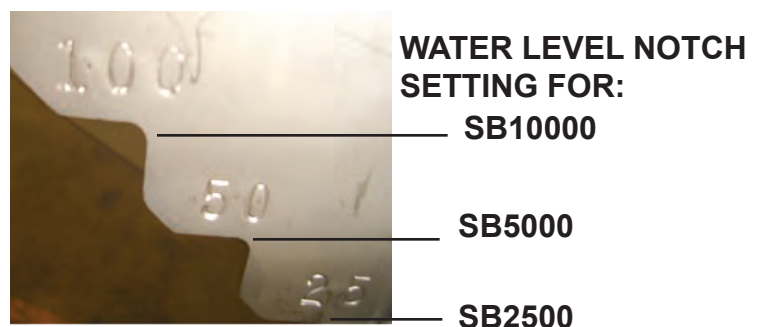 100
WATER LEVEL NOTCH
SETTING FOR:
SB10000
50
SB5000
25
SB2500